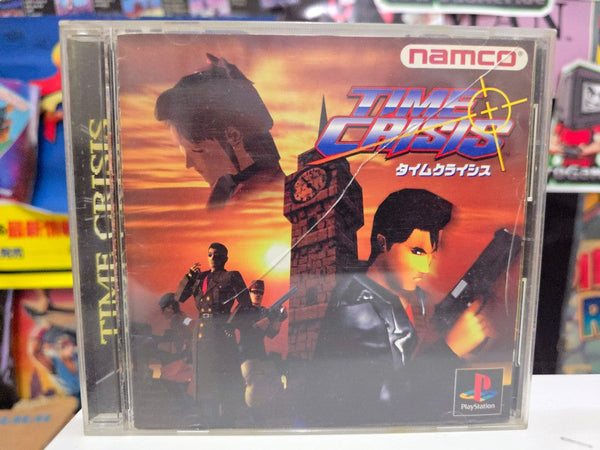 namco
TIME
CRISIS
タイムクライシス
TIME CRISIS
PlayStation